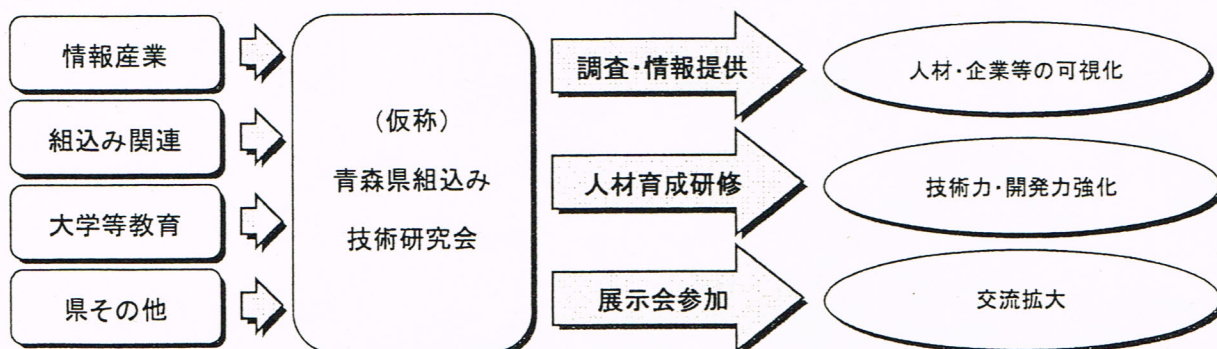 情報産業
組込み関連
大学等教育
県その他
（仮称）
青森県組込み
技術研究会
調査・情報提供
人材育成研修
展示会参加
人材・企業等の可視化
技術力・開発力強化
交流拡大